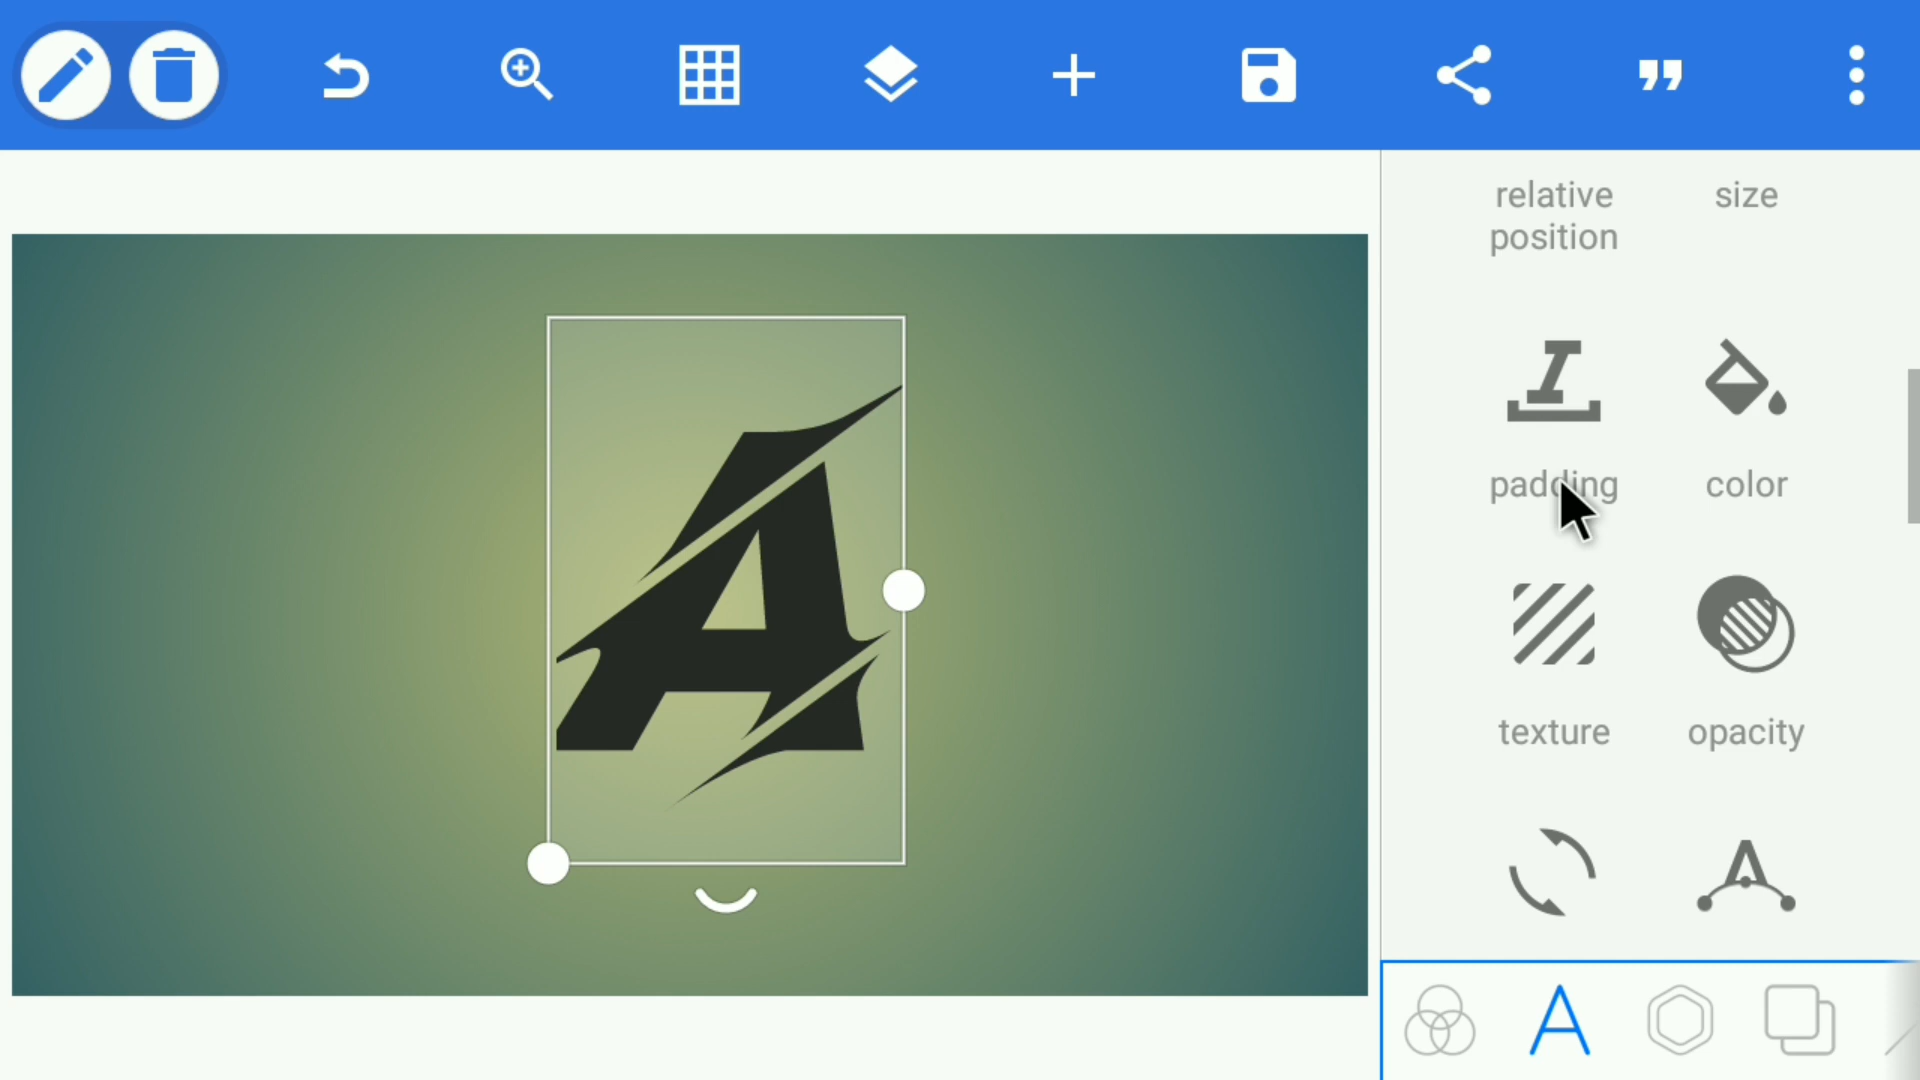 relative
position
size
padding
color
texture
opacity
A